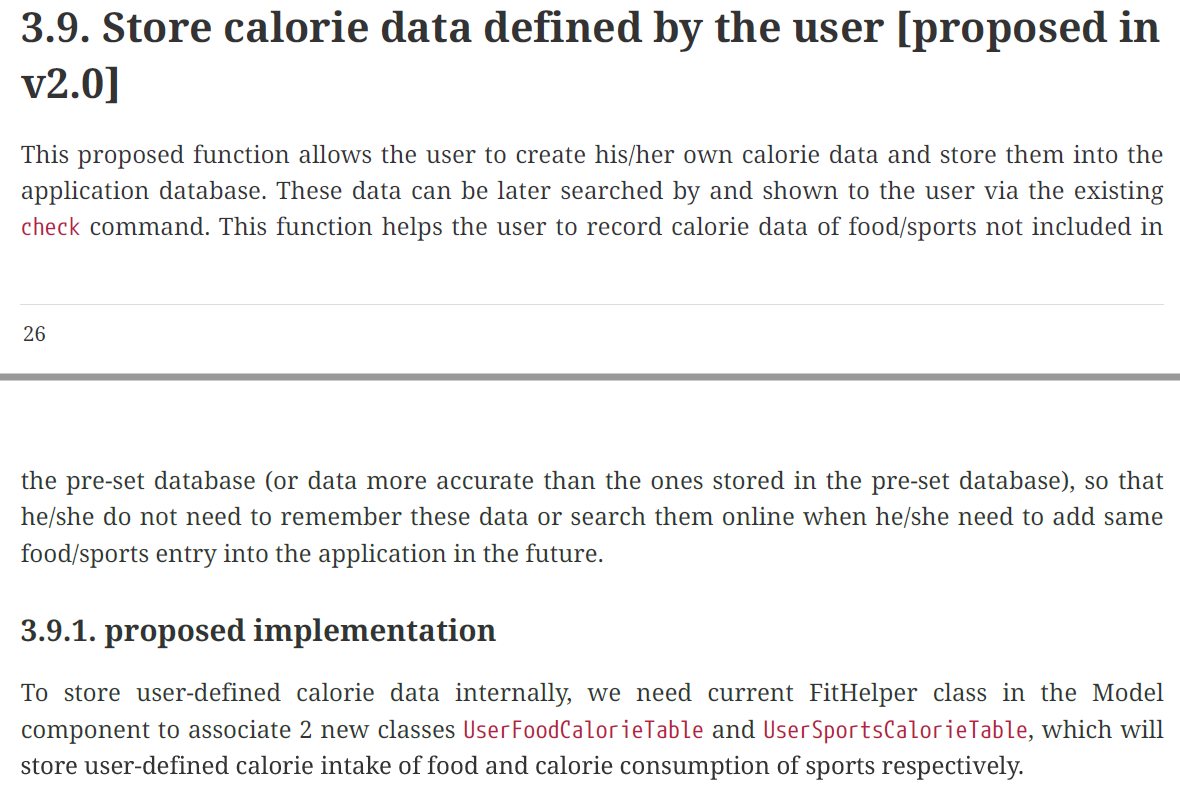 3.9. Store calorie data defined by the user [proposed in
v2.0]
This proposed function allows the user to create his/her own calorie data and store them into the
application database. These data can be later searched by and shown to the user via the existing
check command. This function helps the user to record calorie data of food/sports not included in
26
the pre-set database (or data more accurate than the ones stored in the pre-set database), so that
he/she do not need to remember these data or search them online when he/she need to add same
food/sports entry into the application in the future.
3.9.1. proposed implementation
To store user-defined calorie data internally, we need current FitHelper class in the Model
component to associate 2 new classes UserFoodCalorieTable and UserSportsCalorieTable, which will
store user-defined calorie intake of food and calorie consumption of sports respectively.